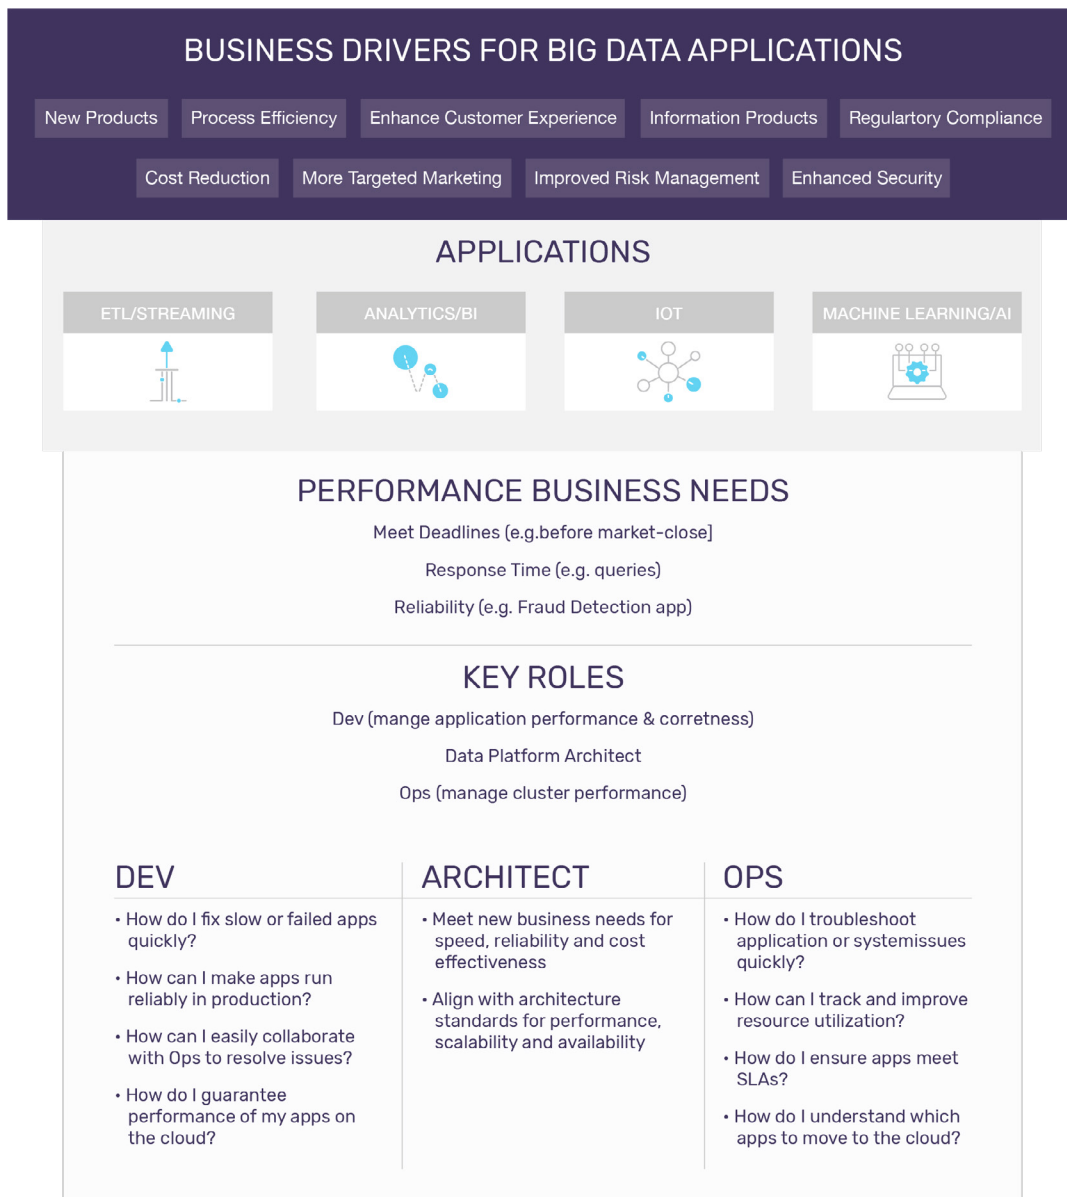 BUSINESS DRIVERS FOR BIG DATA APPLICATIONS
New Products Process Efficiency Enhance Customer Experience Information Products Regulartory Compliance
Cost Reduction More Targeted Marketing Improved Risk Management Enhanced Security
APPLICATIONS
ETL/STREAMING ANALYTICS/BI IOT MACHINE LEARNING/AI
PERFORMANCE BUSINESS NEEDS
Meet Deadlines (e.g.before market-close]
Response Time (e.g. queries)
Reliability (e.g. Fraud Detection app)
KEY ROLES
Dev (mange application performance & corretness)
Data Platform Architect
Ops (manage cluster performance)
DEV
• How do I fix slow or failed apps
quickly?
• How can I make apps run
reliably in production?
• How can I easily collaborate
with Ops to resolve issues?
• How do I guarantee
performance of my apps on
the cloud?
ARCHITECT
• Meet new business needs for
speed, reliability and cost
effectiveness
• Align with architecture
standards for performance,
scalability and availability
OPS
• How do I troubleshoot
application or systemissues
quickly?
• How can I track and improve
resource utilization?
• How do I ensure apps meet
SLAs?
• How do I understand which
apps to move to the cloud?